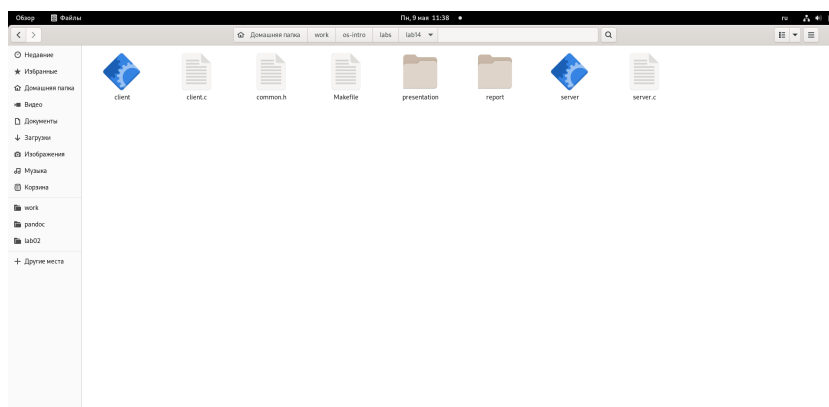 Обзор Файлы Пн, 9 мая 11:38 ru
Домашняя папка work os-intro labs lab14
Недавние
Избранные
Домашняя папка
Видео
Документы
Загрузки
Изображения
Музыка
Корзина
work
pandoc
lab02
+ Другие места
client client.c common.h Makefile presentation report server server.c